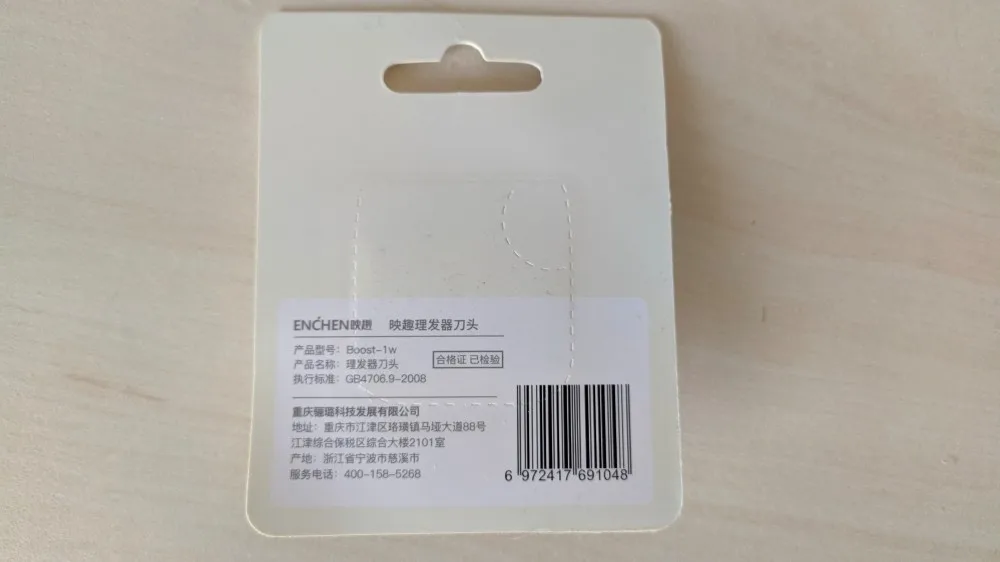 ENCHEN映趣 映趣理发器刀头
产品型号：Boost-1w
产品名称：理发器刀头
合格证 已检验
执行标准：GB4706.9-2008
重庆骊璐科技发展有限公司
地址：重庆市江津区珞璜镇马垭大道88号
江津综合保税区综合大楼2101室
产地：浙江省宁波市慈溪市
服务电话：400-158-5268
6 972417 691048